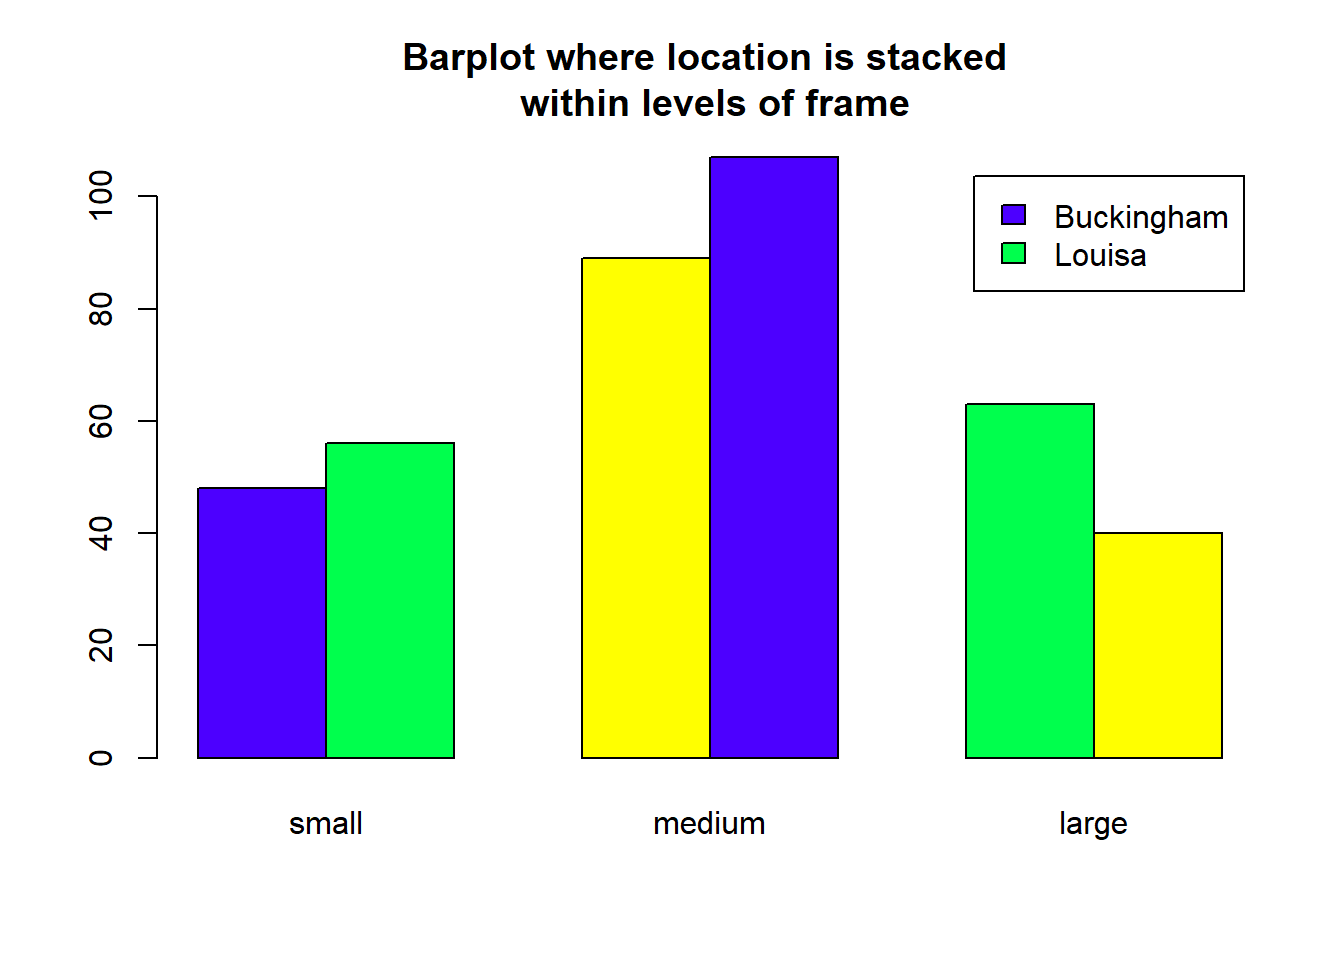 Barplot where location is stacked
within levels of frame
100
80
60
40
20
0
Buckingham
Louisa
small
medium
large